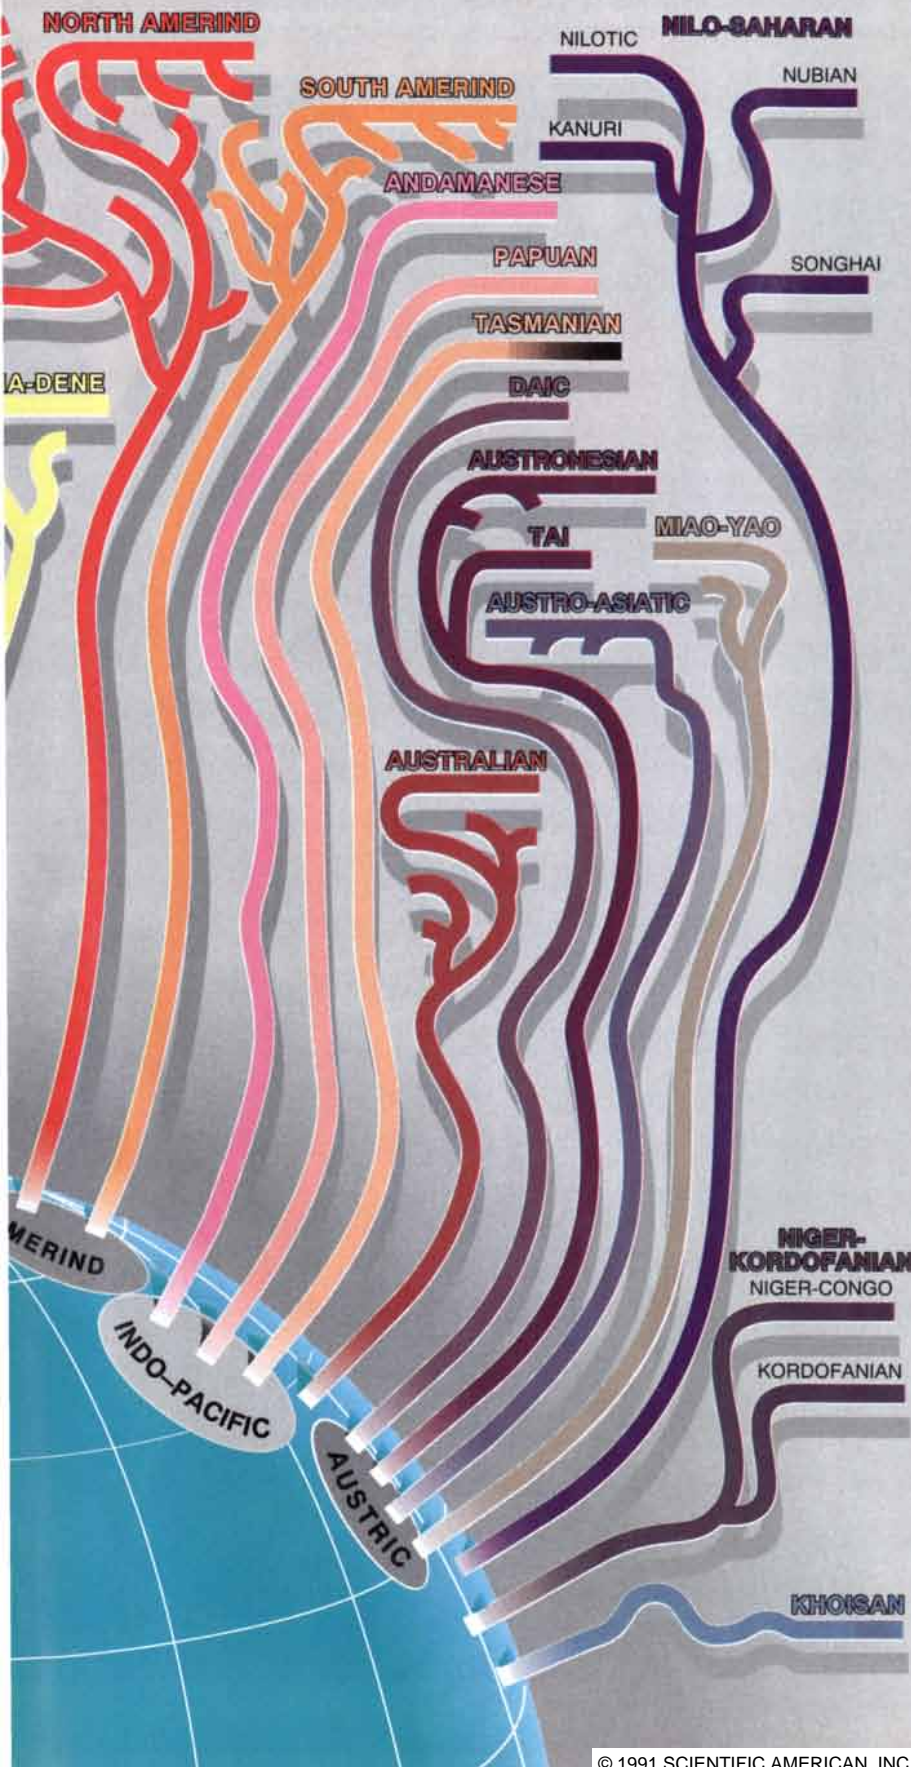 NORTH AMERIND
SOUTH AMERIND
NILOTIC
NILO-SAHARAN
NUBIAN
KANURI
ANDAMANESE
PAPUAN
SONGHAI
TASMANIAN
A-DENE
DAIC
AUSTRONESIAN
TAI
MIAO-YAO
AUSTRO-ASIATIC
AUSTRALIAN
MERIND
INDO-PACIFIC
AUSTRIC
NIGER-
KORDOFANIAN
NIGER-CONGO
KORDOFANIAN
KHOISAN
© 1991 SCIENTIFIC AMERICAN, INC